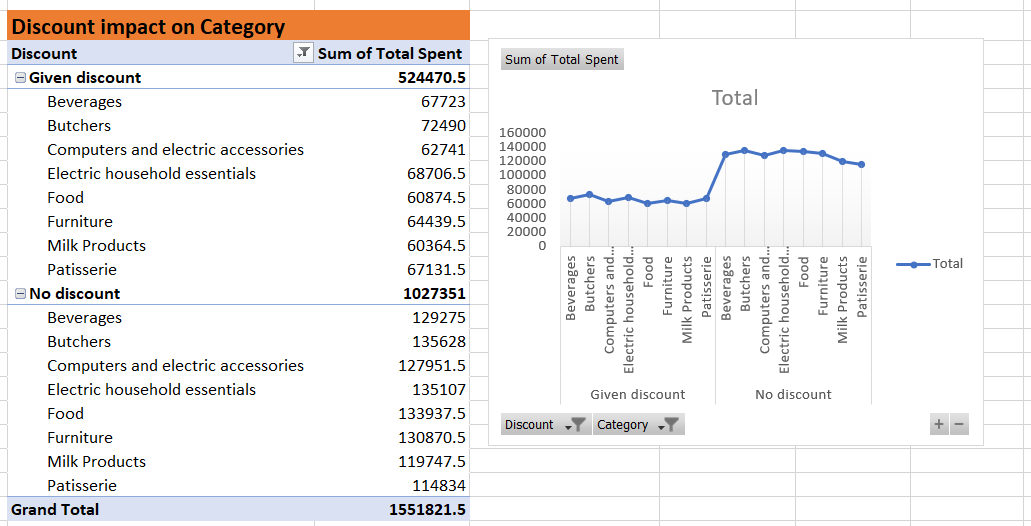 Discount impact on Category
Discount Sum of Total Spent
Given discount 524470.5
Beverages 67723
Butchers 72490
Computers and electric accessories 62741
Electric household essentials 68706.5
Food 60874.5
Furniture 64439.5
Milk Products 60364.5
Patisserie 67131.5
No discount 1027351
Beverages 129275
Butchers 135628
Computers and electric accessories 127951.5
Electric household essentials 135107
Food 133937.5
Furniture 130870.5
Milk Products 119747.5
Patisserie 114834
Grand Total 1551821.5
Sum of Total Spent
Total
160000
140000
120000
100000
80000
60000
40000
20000
0
Beverages
Butchers
Computers and...
Electric household...
Food
Furniture
Milk Products
Patisserie
Beverages
Butchers
Computers and...
Electric household...
Food
Furniture
Milk Products
Patisserie
Given discount
No discount
Total
Discount
Category
+ −